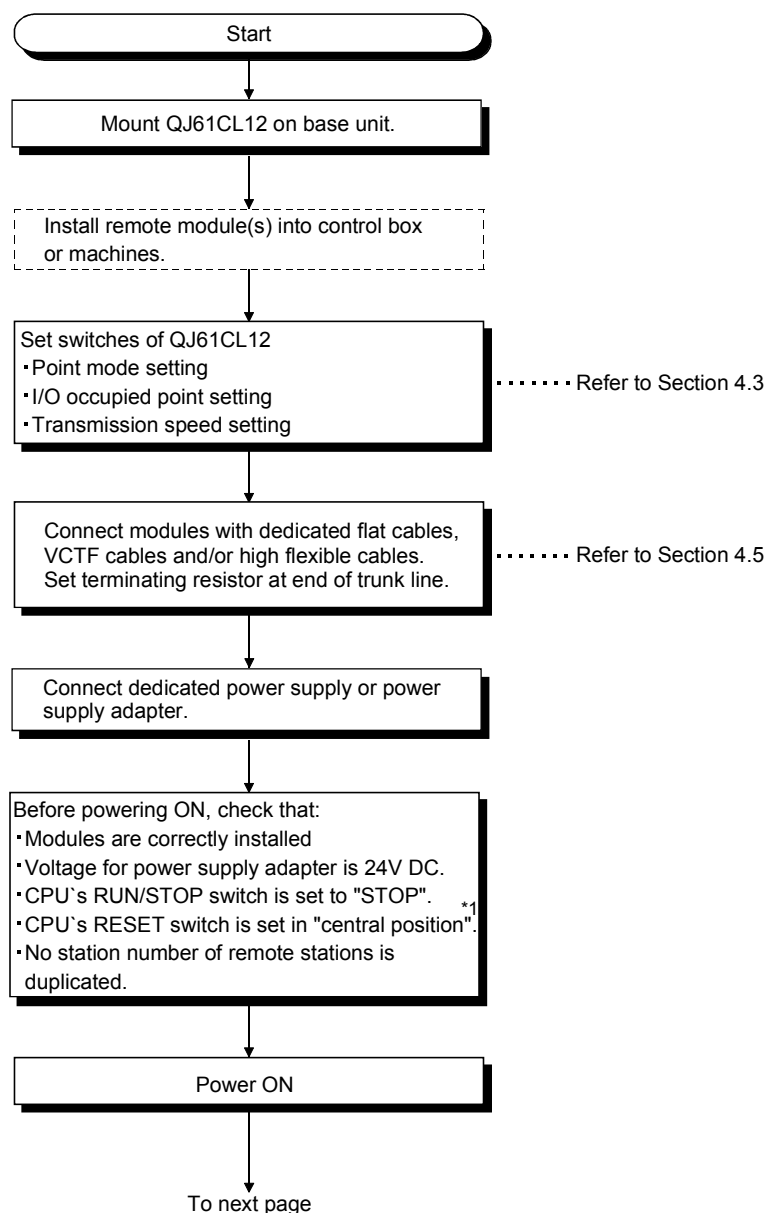 Start
Mount QJ61CL12 on base unit.
Install remote module(s) into control box
or machines.
Set switches of QJ61CL12
▪Point mode setting
▪I/O occupied point setting
▪Transmission speed setting
Refer to Section 4.3
Connect modules with dedicated flat cables,
VCTF cables and/or high flexible cables.
Set terminating resistor at end of trunk line.
Refer to Section 4.5
Connect dedicated power supply or power
supply adapter.
Before powering ON, check that:
▪Modules are correctly installed
▪Voltage for power supply adapter is 24V DC.
▪CPU`s RUN/STOP switch is set to "STOP".
▪CPU`s RESET switch is set in "central position"*1.
▪No station number of remote stations is
duplicated.
Power ON
To next page